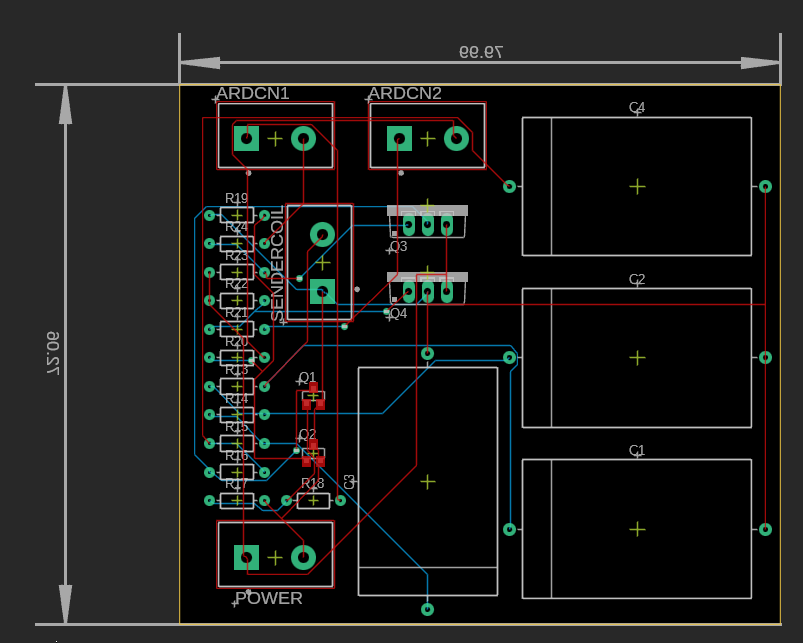 79.99
ARDCN1
ARDCN2
C4
R19
R24
R23
R22
R21
R20
R13
R14
R15
R16
R17
SENDERCOIL
Q3
Q4
C2
72.06
Q1
Q2
R18
C3
C1
POWER